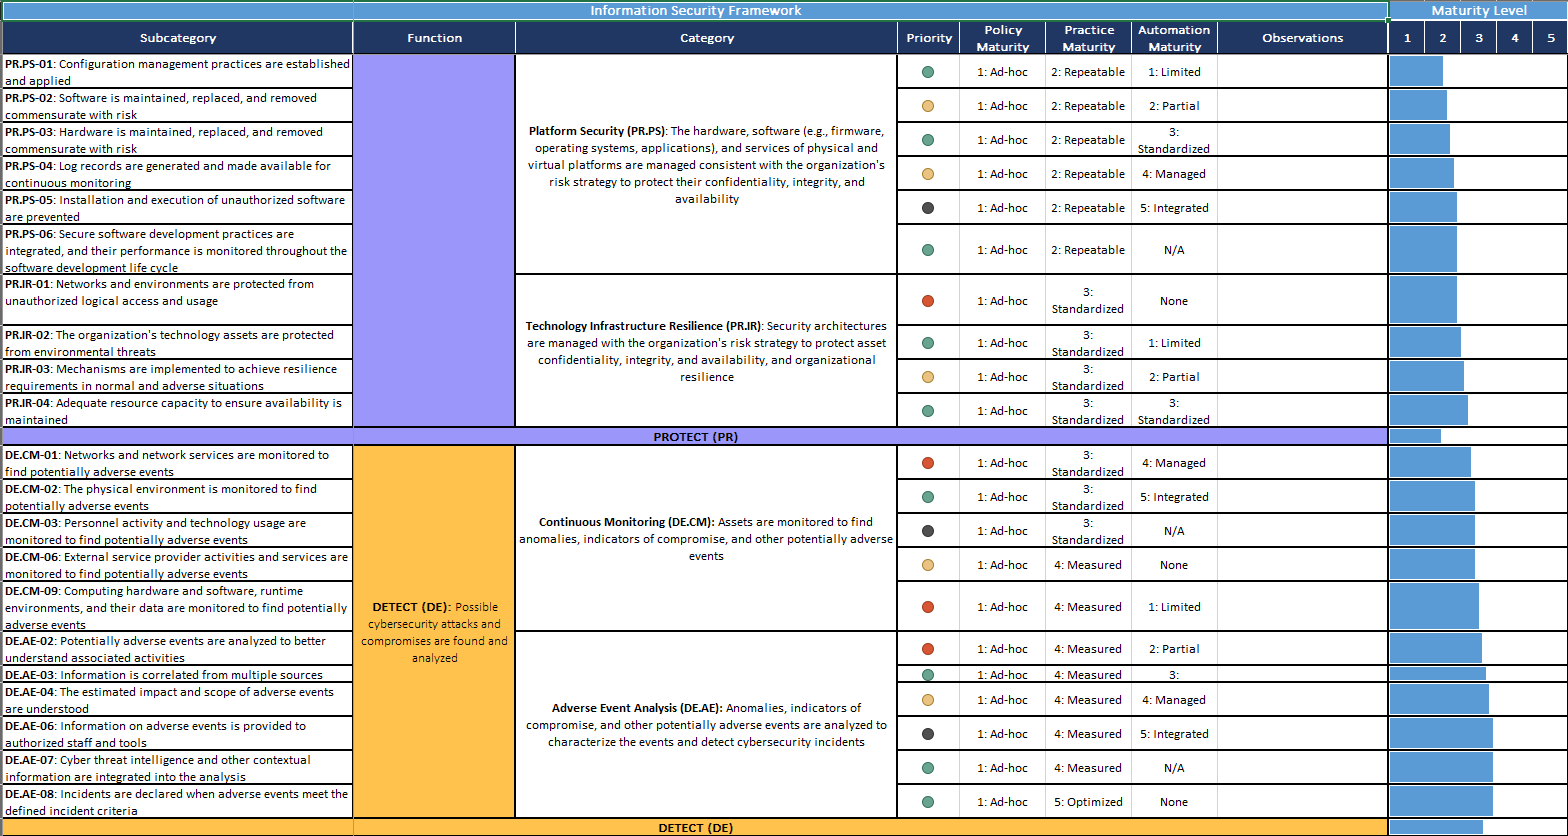 Information Security Framework
Maturity Level
Subcategory
Function
Category
Priority
Policy
Maturity
Practice
Maturity
Automation
Maturity
Observations
1 2 3 4 5
PR.PS-01: Configuration management practices are established
and applied
1: Ad-hoc
2: Repeatable
1: Limited
PR.PS-02: Software is maintained, replaced, and removed
commensurate with risk
1: Ad-hoc
2: Repeatable
2: Partial
PR.PS-03: Hardware is maintained, replaced, and removed
commensurate with risk
1: Ad-hoc
2: Repeatable
3:
Standardized
PR.PS-04: Log records are generated and made available for
continuous monitoring
1: Ad-hoc
2: Repeatable
4: Managed
PR.PS-05: Installation and execution of unauthorized software
are prevented
1: Ad-hoc
2: Repeatable
5: Integrated
PR.PS-06: Secure software development practices are
integrated, and their performance is monitored throughout the
software development life cycle
1: Ad-hoc
2: Repeatable
N/A
Platform Security (PR.PS): The hardware, software (e.g., firmware,
operating systems, applications), and services of physical and
virtual platforms are managed consistent with the organization's
risk strategy to protect their confidentiality, integrity, and
availability
PR.IR-01: Networks and environments are protected from
unauthorized logical access and usage
1: Ad-hoc
3:
Standardized
None
PR.IR-02: The organization's technology assets are protected
from environmental threats
1: Ad-hoc
3:
Standardized
1: Limited
PR.IR-03: Mechanisms are implemented to achieve resilience
requirements in normal and adverse situations
1: Ad-hoc
3:
Standardized
2: Partial
PR.IR-04: Adequate resource capacity to ensure availability is
maintained
1: Ad-hoc
3:
Standardized
3:
Standardized
Technology Infrastructure Resilience (PR.IR): Security architectures
are managed with the organization's risk strategy to protect asset
confidentiality, integrity, and availability, and organizational
resilience
PROTECT (PR)
DE.CM-01: Networks and network services are monitored to
find potentially adverse events
1: Ad-hoc
3:
Standardized
4: Managed
DE.CM-02: The physical environment is monitored to find
potentially adverse events
1: Ad-hoc
3:
Standardized
5: Integrated
DE.CM-03: Personnel activity and technology usage are
monitored to find potentially adverse events
1: Ad-hoc
3:
Standardized
N/A
DE.CM-06: External service provider activities and services are
monitored to find potentially adverse events
1: Ad-hoc
4: Measured
None
DE.CM-09: Computing hardware and software, runtime
environments, and their data are monitored to find potentially
adverse events
1: Ad-hoc
4: Measured
1: Limited
Continuous Monitoring (DE.CM): Assets are monitored to find
anomalies, indicators of compromise, and other potentially adverse
events
DETECT (DE): Possible
cybersecurity attacks and
compromises are found and
analyzed
DE.AE-02: Potentially adverse events are analyzed to better
understand associated activities
1: Ad-hoc
4: Measured
2: Partial
DE.AE-03: Information is correlated from multiple sources
1: Ad-hoc
4: Measured
3:
DE.AE-04: The estimated impact and scope of adverse events
are understood
1: Ad-hoc
4: Measured
4: Managed
DE.AE-06: Information on adverse events is provided to
authorized staff and tools
1: Ad-hoc
4: Measured
5: Integrated
DE.AE-07: Cyber threat intelligence and other contextual
information are integrated into the analysis
1: Ad-hoc
4: Measured
N/A
DE.AE-08: Incidents are declared when adverse events meet the
defined incident criteria
1: Ad-hoc
5: Optimized
None
Adverse Event Analysis (DE.AE): Anomalies, indicators of
compromise, and other potentially adverse events are analyzed to
characterize the events and detect cybersecurity incidents
DETECT (DE)